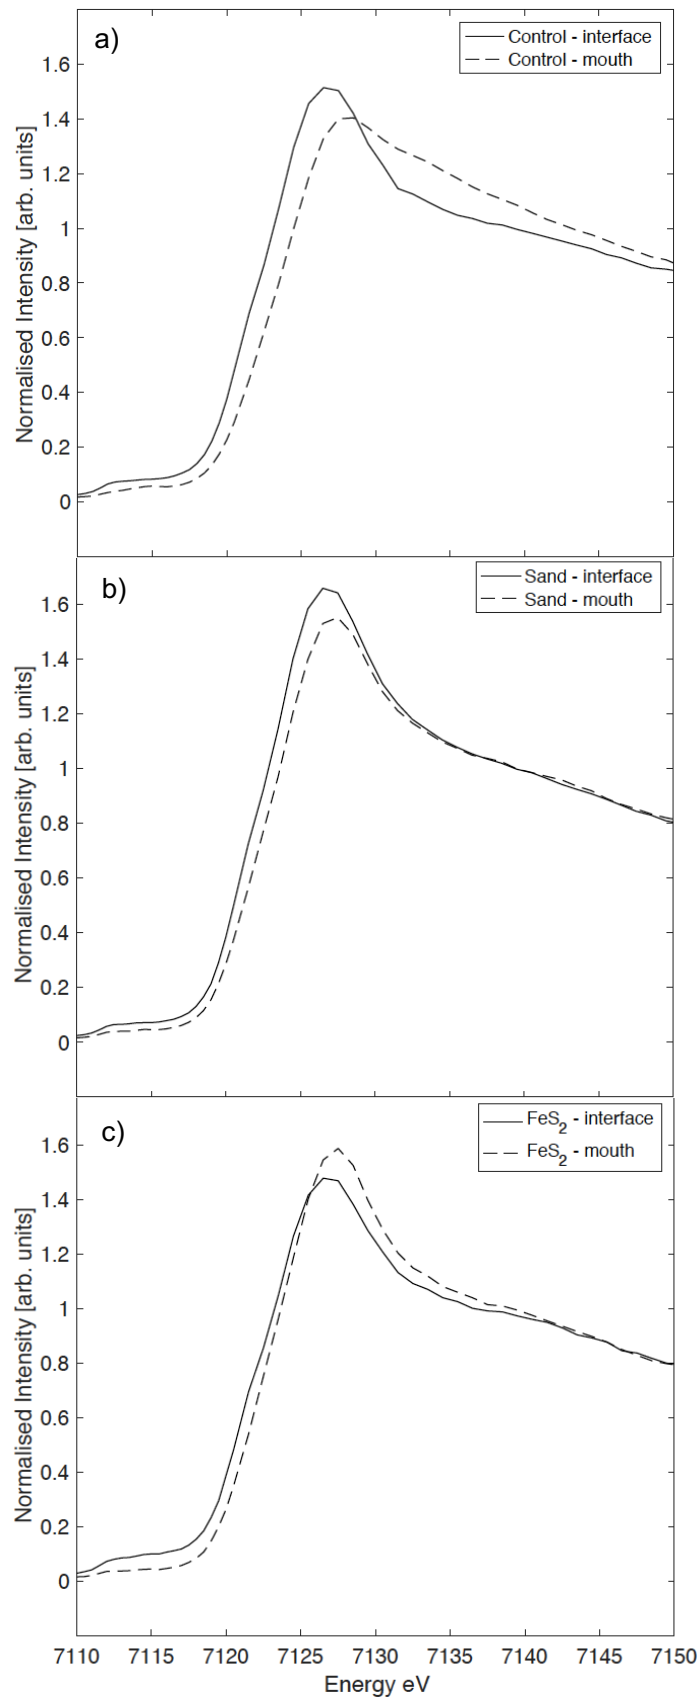 a)
Control - interface
Control - mouth
1.6
1.4
1.2
1
0.8
0.6
0.4
0.2
0
Normalised Intensity [arb. units]
b)
Sand - interface
Sand - mouth
1.6
1.4
1.2
1
0.8
0.6
0.4
0.2
0
Normalised Intensity [arb. units]
c)
FeS2 - interface
FeS2 - mouth
1.6
1.4
1.2
1
0.8
0.6
0.4
0.2
0
Normalised Intensity [arb. units]
7110 7115 7120 7125 7130 7135 7140 7145 7150
Energy eV